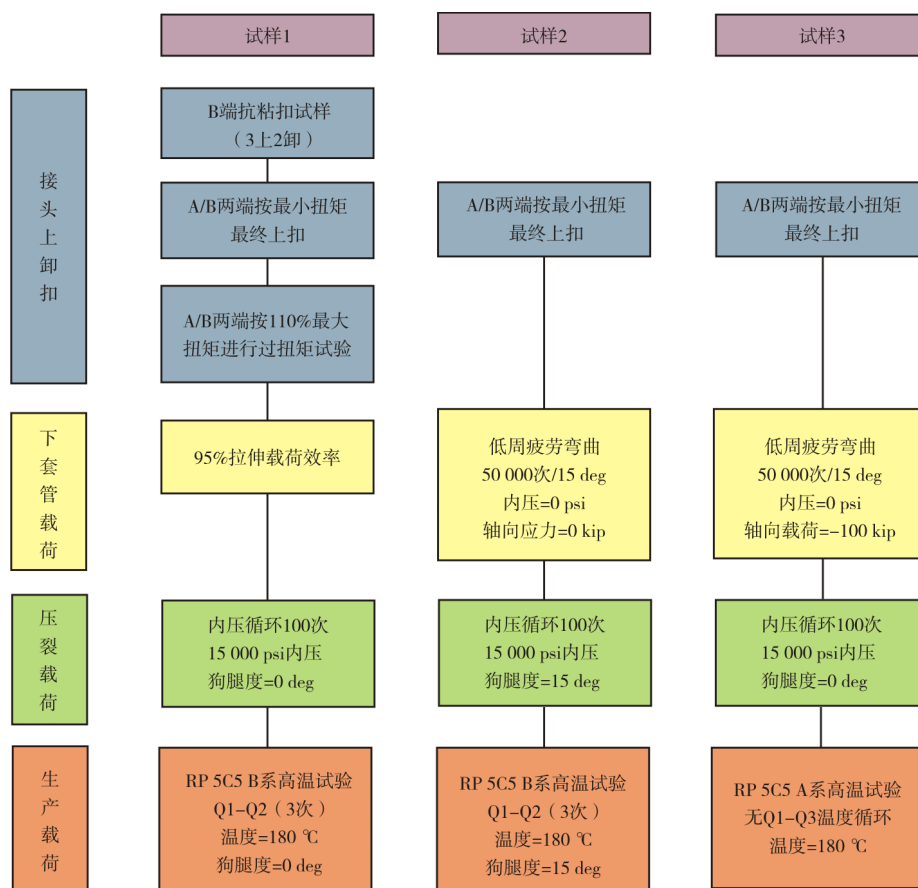 试样1
试样2
试样3
接头上卸扣
B端抗粘扣试样
（3上2卸）
A/B两端按最小扭矩
最终上扣
A/B两端按110%最大
扭矩进行过扭矩试验
A/B两端按最小扭矩
最终上扣
A/B两端按最小扭矩
最终上扣
下套管载荷
95%拉伸载荷效率
低周疲劳弯曲
50 000次/15 deg
内压=0 psi
轴向应力=0 kip
低周疲劳弯曲
50 000次/15 deg
内压=0 psi
轴向载荷=-100 kip
压裂载荷
内压循环100次
15 000 psi内压
狗腿度=0 deg
内压循环100次
15 000 psi内压
狗腿度=15 deg
内压循环100次
15 000 psi内压
狗腿度=0 deg
生产载荷
RP 5C5 B系高温试验
Q1-Q2（3次）
温度=180 ℃
狗腿度=0 deg
RP 5C5 B系高温试验
Q1-Q2（3次）
温度=180 ℃
狗腿度=15 deg
RP 5C5 A系高温试验
无Q1-Q3温度循环
温度=180 ℃